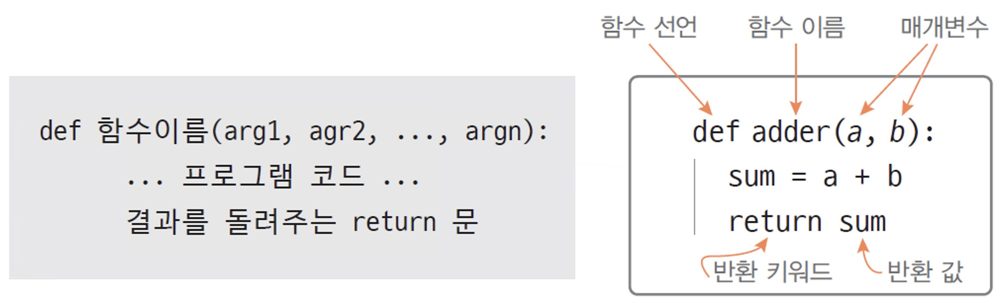 함수 선언 함수 이름 매개변수
def 함수이름(arg1, agr2, ..., argn):
... 프로그램 코드 ...
결과를 돌려주는 return 문
def adder(a, b):
sum = a + b
return sum
반환 키워드 반환 값